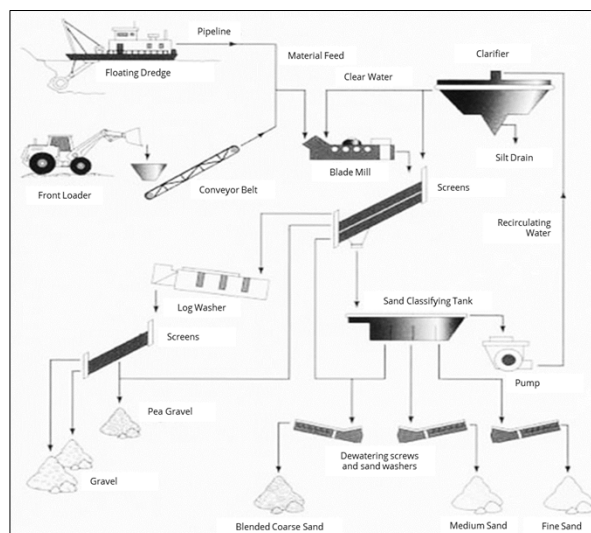 Pipeline
Floating Dredge
Material Feed
Clear Water
Clarifier
Silt Drain
Blade Mill
Front Loader
Conveyor Belt
Screens
Recirculating
Water
Log Washer
Sand Classifying Tank
Screens
Pump
Pea Gravel
Gravel
Dewatering screws
and sand washers
Blended Coarse Sand
Medium Sand
Fine Sand